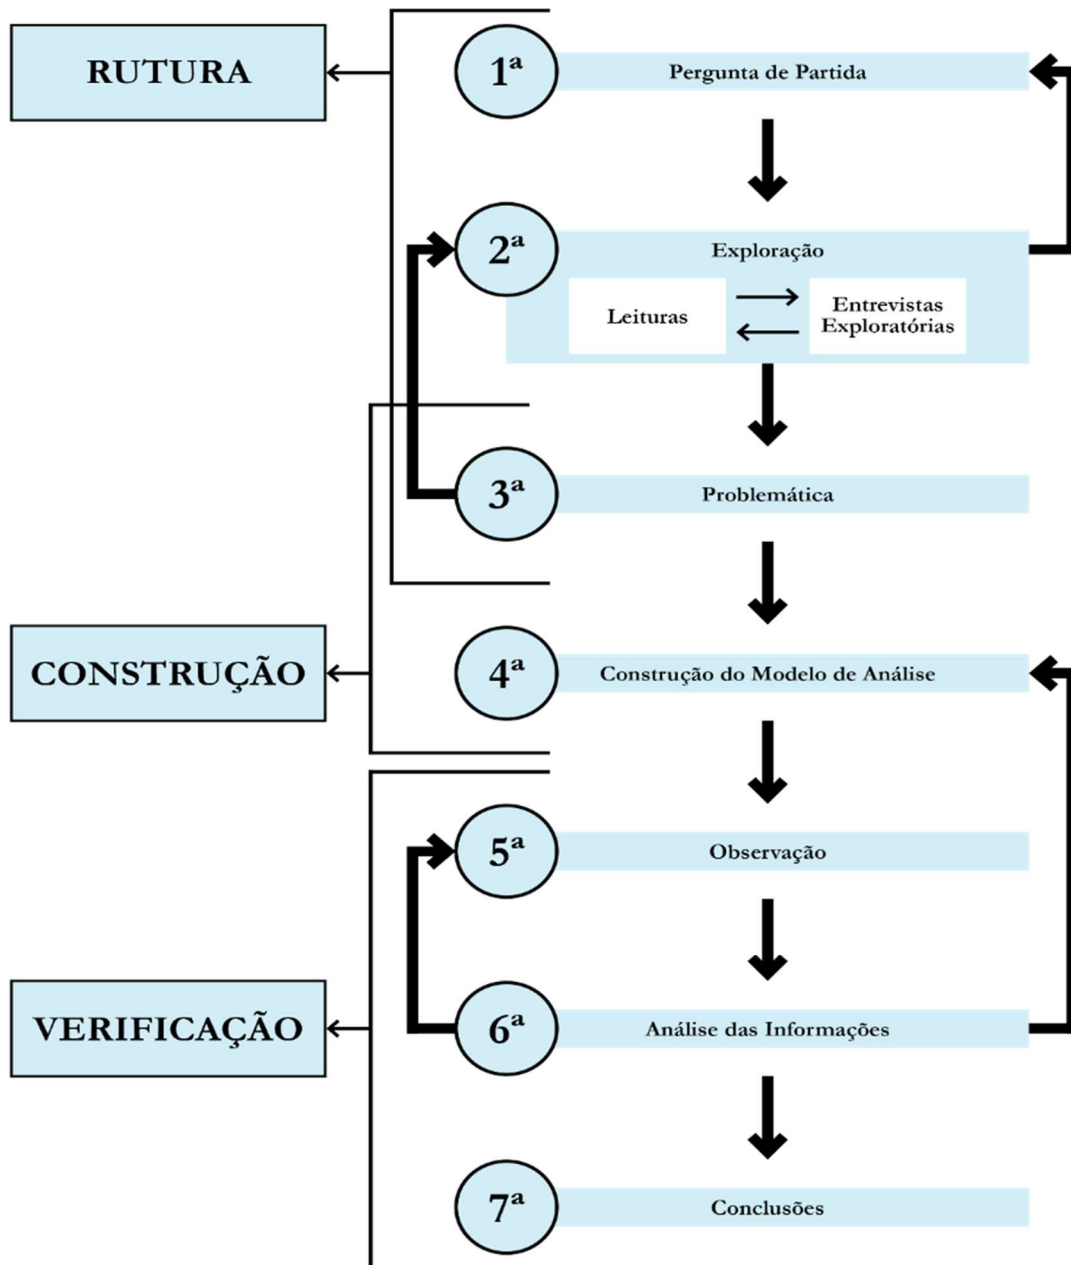 RUTURA
1ª
Pergunta de Partida
2ª
Exploração
Leituras
Entrevistas
Exploratórias
3ª
Problemática
CONSTRUÇÃO
4ª
Construção do Modelo de Análise
5ª
Observação
VERIFICAÇÃO
6ª
Análise das Informações
7ª
Conclusões